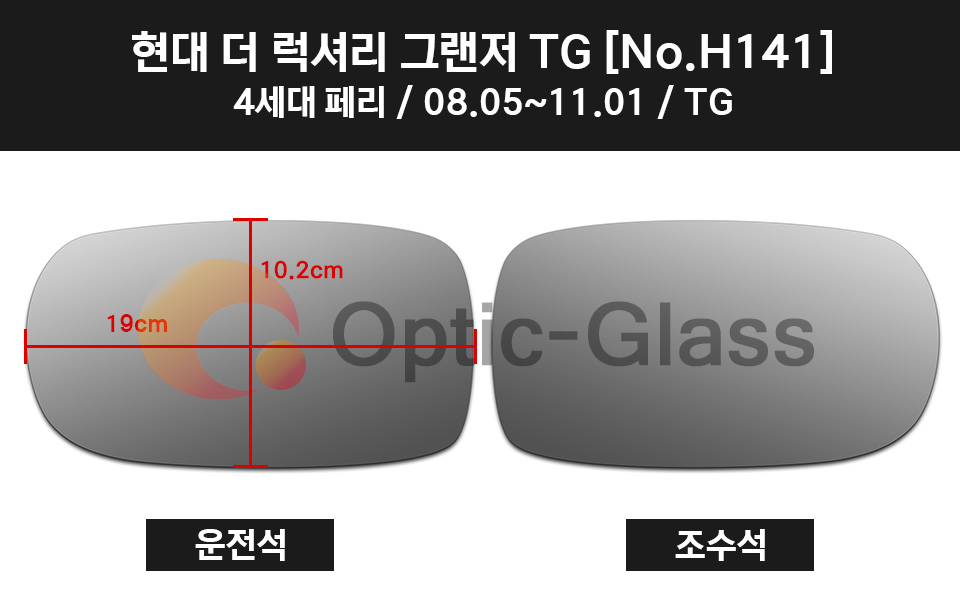 현대 더 럭셔리 그랜저 TG [No.H141]
4세대 페리 / 08.05~11.01 / TG
10.2cm
19cm
Optic-Glass
운전석
조수석